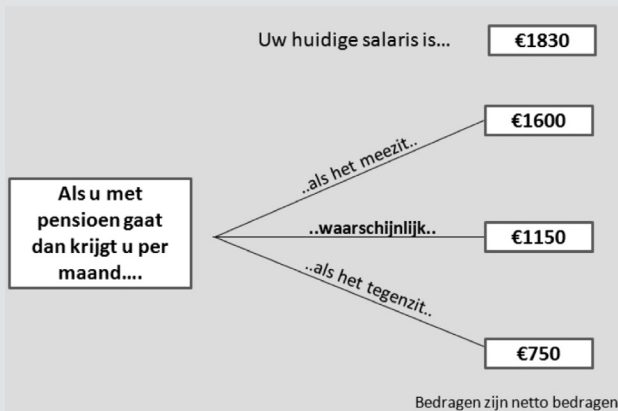 Uw huidige salaris is...
€1830
€1600
..als het meezit..
Als u met
pensioen gaat
dan krijgt u per
maand....
..waarschijnlijk..
€1150
..als het tegenzit..
€750
Bedragen zijn netto bedragen